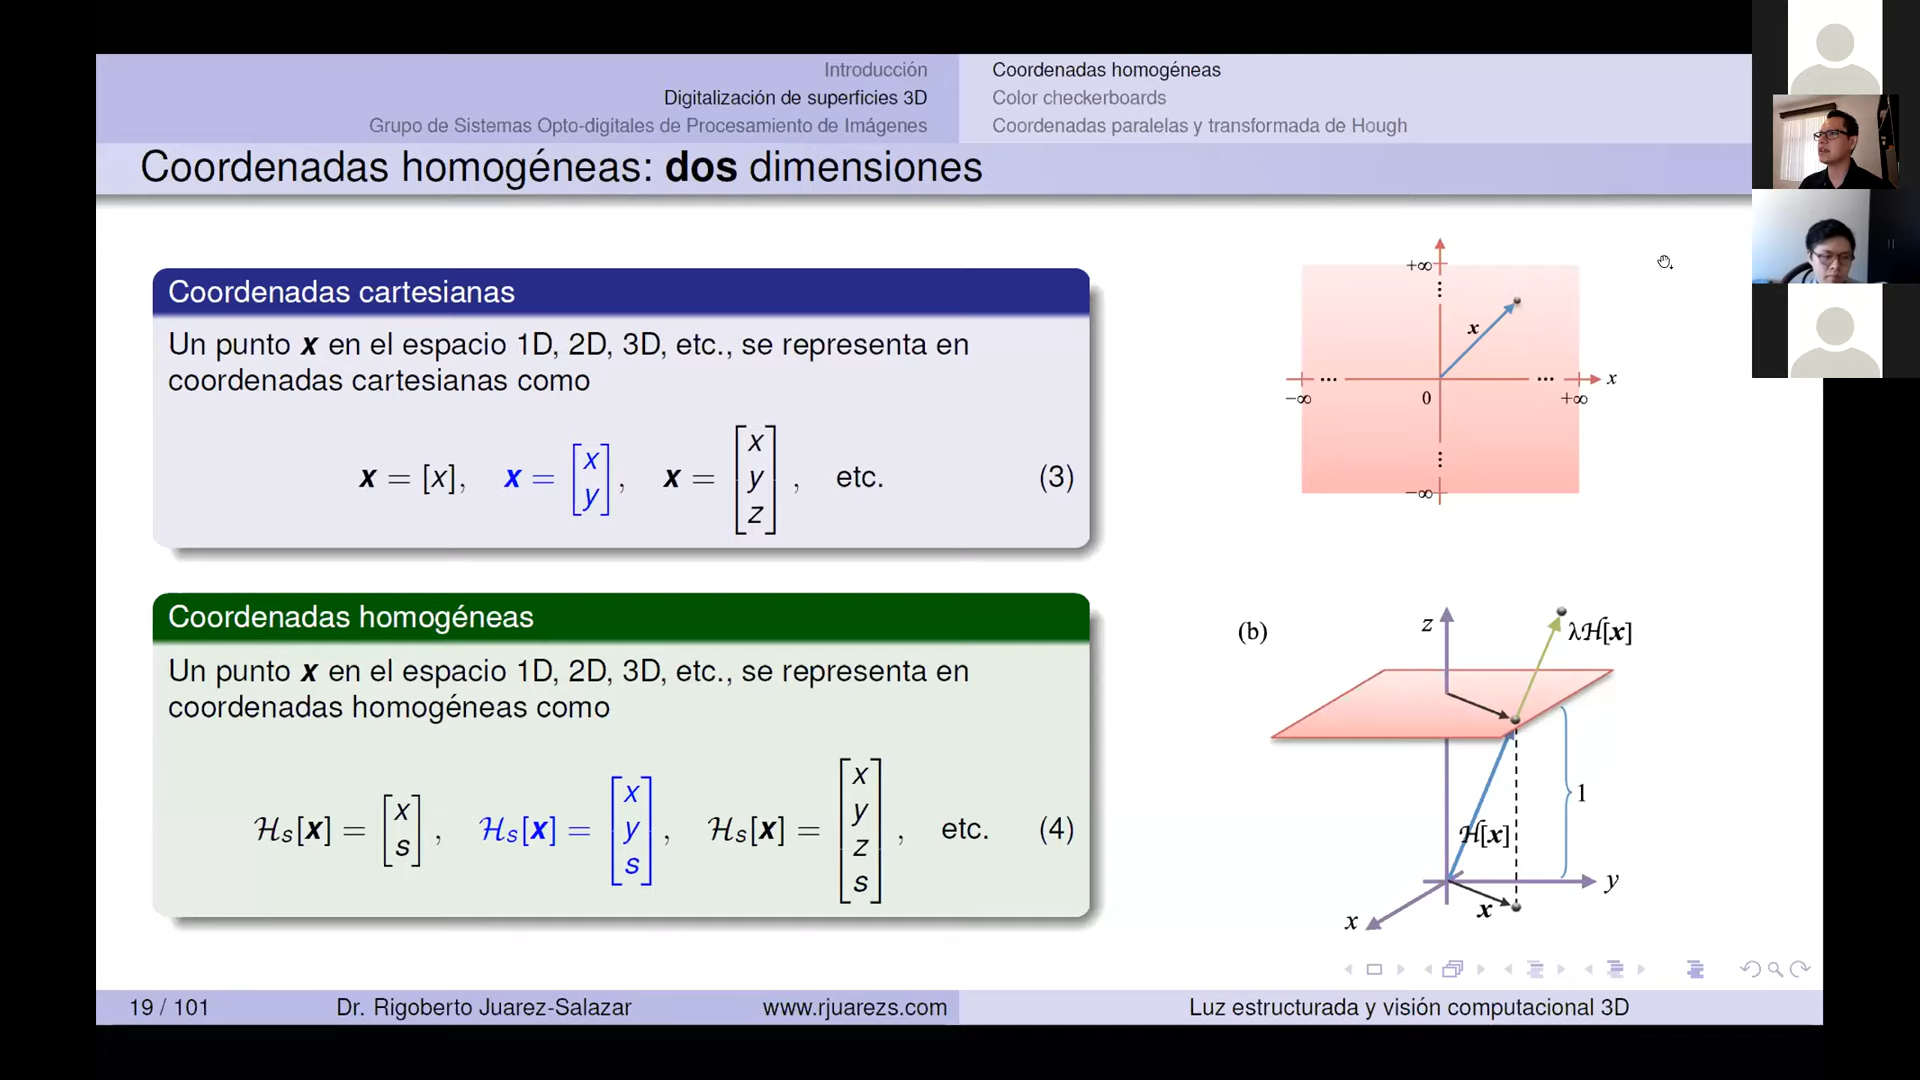 Introducción
Digitalización de superficies 3D
Grupo de Sistemas Opto-digitales de Procesamiento de Imágenes
Coordenadas homogéneas
Color checkerboards
Coordenadas paralelas y transformada de Hough
Coordenadas homogéneas: dos dimensiones
Coordenadas cartesianas
Un punto x en el espacio 1D, 2D, 3D, etc., se representa en
coordenadas cartesianas como
x = [x], x = [x y], x = [x y z], etc. (3)
Coordenadas homogéneas
Un punto x en el espacio 1D, 2D, 3D, etc., se representa en
coordenadas homogéneas como
ℋs[x] = [x s], ℋs[x] = [x y s], ℋs[x] = [x y z s], etc. (4)
+∞
x
x
−∞ 0 +∞
−∞
(b)
z
λℋ[x]
1
ℋ[x]
y
x
x
19 / 101 Dr. Rigoberto Juarez-Salazar www.rjuarezs.com Luz estructurada y visión computacional 3D